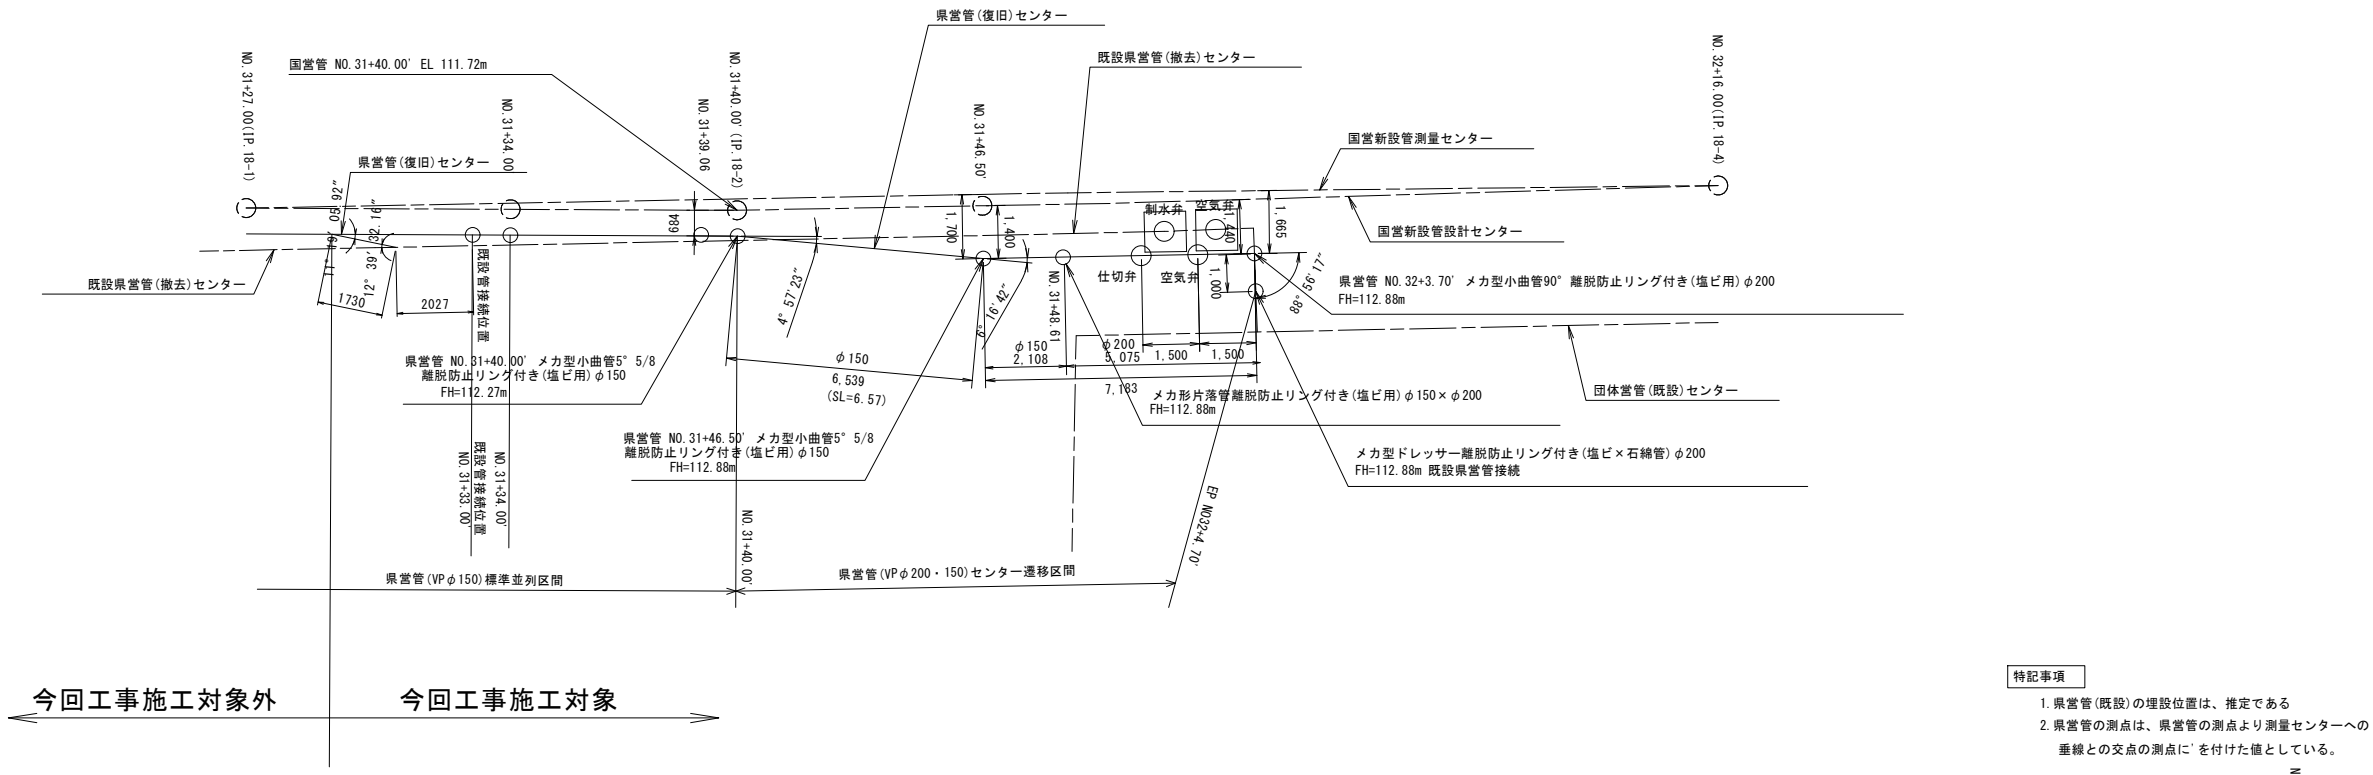 県営管(復旧)センター
国営管 NO.31+40.00' EL 111.72m
既設県営管(撤去)センター
NO.31+27.00(IP.18-1)
NO.31+34.00
NO.31+39.06
NO.31+40.00'(IP.18-2)
NO.31+46.50'
NO.32+16.00(IP.18-4)
国営新設管測量センター
県営管(復旧)センター
国営新設管設計センター
11° 19' 05.92"
12° 39' 32.16"
684
1,700
1,400
制水弁
空気弁
1,440
1,665
既設県営管(撤去)センター
1730
2027
既設管接続位置
4° 57'23"
6° 16'42"
NO.31+48.61
仕切弁
空気弁
1,000
88° 56'17"
県営管 NO.32+3.70' メカ型小曲管90° 離脱防止リング付き(塩ビ用)φ200
FH=112.88m
県営管 NO.31+40.00' メカ型小曲管5° 5/8
離脱防止リング付き(塩ビ用)φ150
FH=112.27m
φ150
6,539
(SL=6.57)
φ150
2,108
φ200
5,075
1,500
1,500
7,183
団体営管(既設)センター
メカ形片落管離脱防止リング付き(塩ビ用)φ150×φ200
FH=112.88m
県営管 NO.31+46.50' メカ型小曲管5° 5/8
離脱防止リング付き(塩ビ用)φ150
FH=112.88m
メカ型ドレッサー離脱防止リング付き(塩ビ×石綿管)φ200
FH=112.88m 既設県営管接続
既設管接続位置
NO.31+33.00'
NO.31+34.00'
NO.31+40.00'
EP NO32+4.70'
県営管(VPφ150)標準並列区間
県営管(VPφ200・150)センター遷移区間
今回工事施工対象外
今回工事施工対象
特記事項
1.県営管(既設)の埋設位置は、推定である
2.県営管の測点は、県営管の測点より測量センターへの
垂線との交点の測点に'を付けた値としている。
N